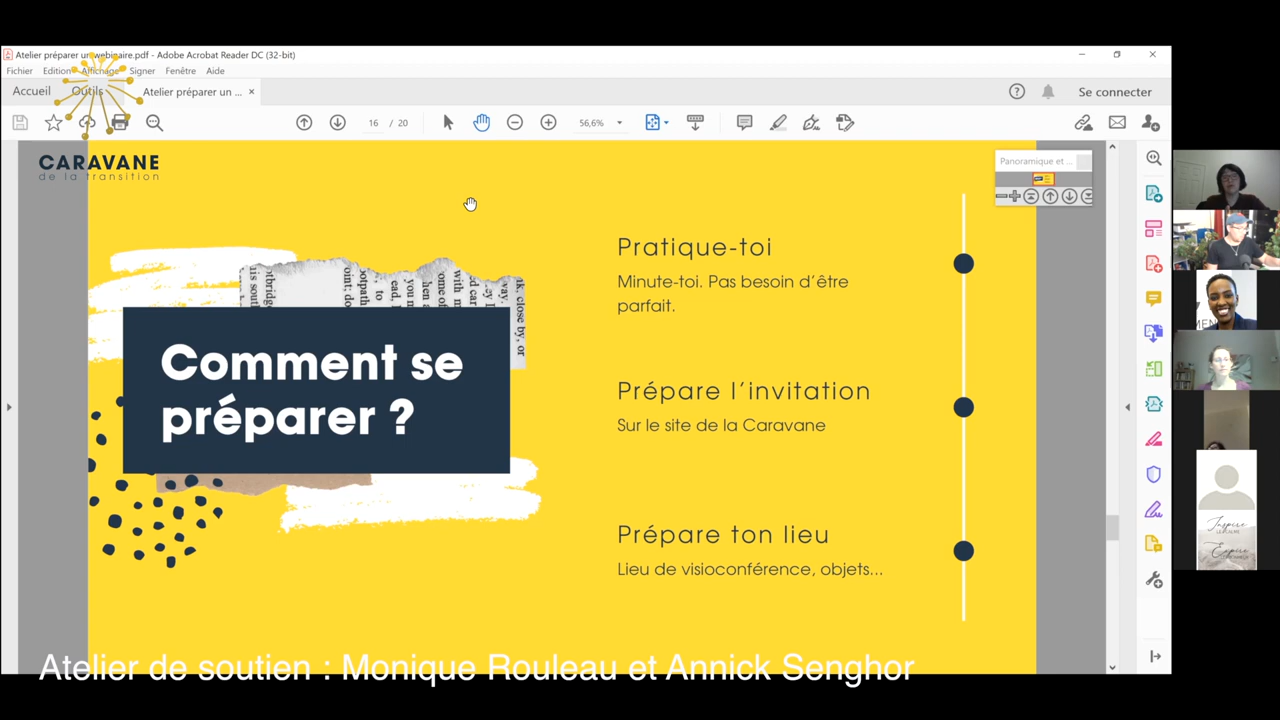 Atelier préparer un webinaire.pdf - Adobe Acrobat Reader DC (32-bit)
Fichier Edition Affichage Signer Fenêtre Aide
Accueil Outils Atelier préparer un ... × Se connecter
16 / 20 56,6%
CARAVANE
de la transition
Panoramique et ...
Comment se
préparer ?
Pratique-toi
Minute-toi. Pas besoin d’être
parfait.
Prépare l’invitation
Sur le site de la Caravane
Prépare ton lieu
Lieu de visioconférence, objets...
Inspire
Expire
Atelier de soutien : Monique Rouleau et Annick Senghor